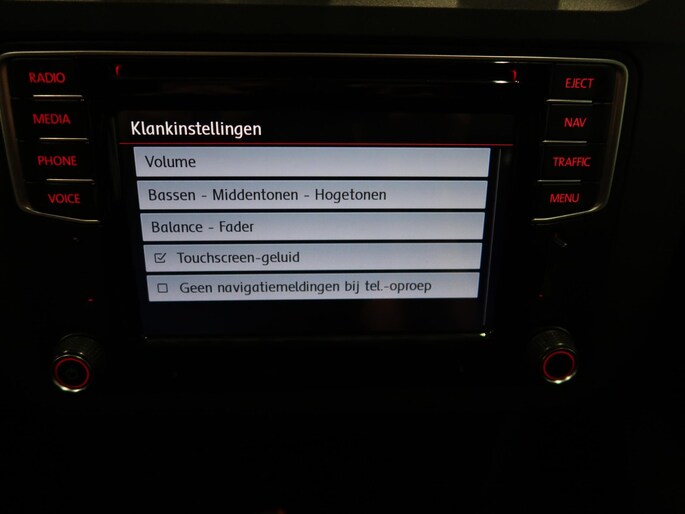 RADIO
MEDIA
PHONE
VOICE
EJECT
NAV
TRAFFIC
MENU
Klankinstellingen
Volume
Bassen - Middentonen - Hogetonen
Balance - Fader
Touchscreen-geluid
Geen navigatiemeldingen bij tel.-oproep